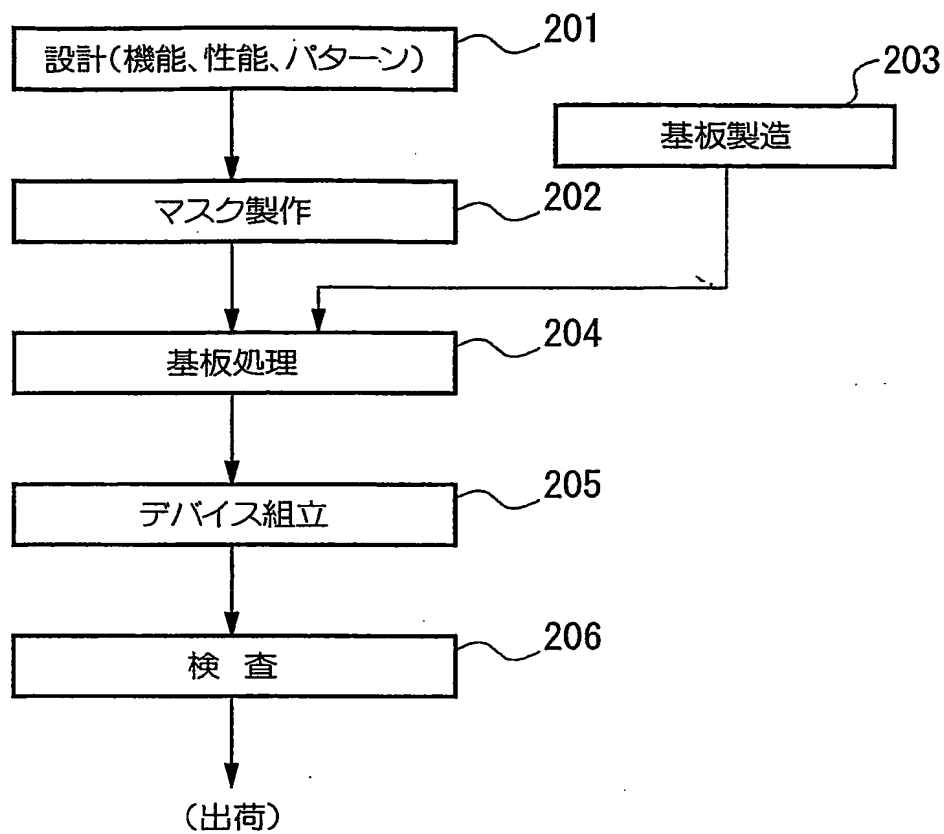 設計(機能、性能、パターン)
201
203
基板製造
マスク製作
202
基板処理
204
デバイス組立
205
検 査
206
(出荷)